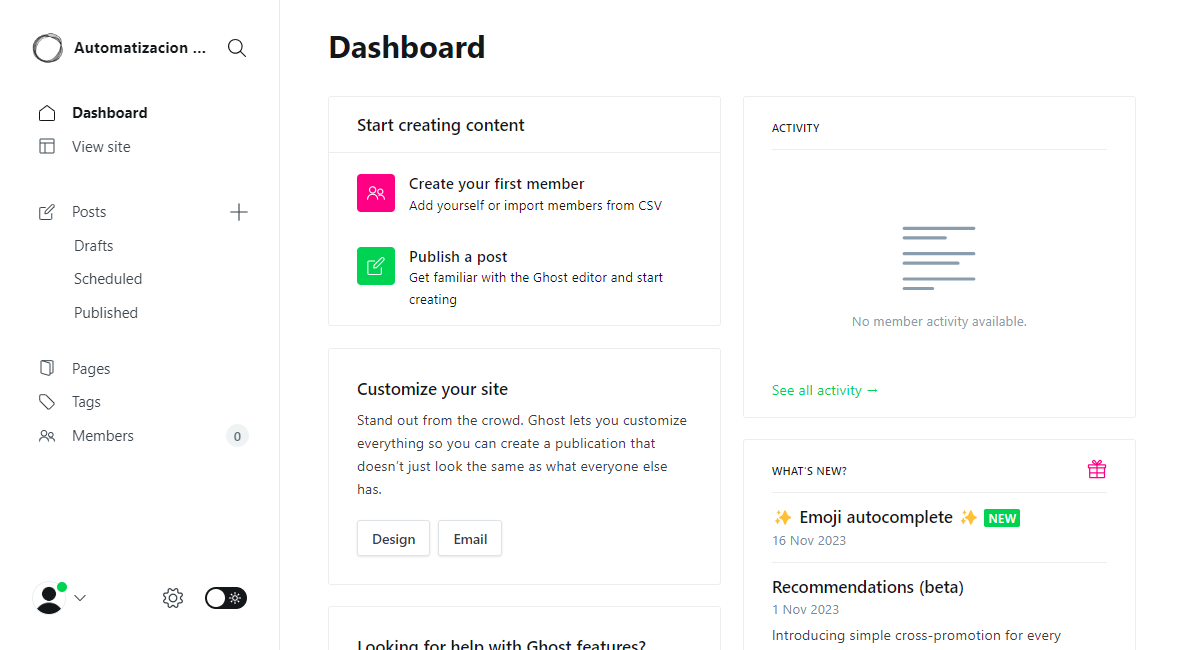 Automatizacion ...
Dashboard
View site
Posts
Drafts
Scheduled
Published
Pages
Tags
Members
0
Dashboard
Start creating content
Create your first member
Add yourself or import members from CSV
Publish a post
Get familiar with the Ghost editor and start
creating
Customize your site
Stand out from the crowd. Ghost lets you customize
everything so you can create a publication that
doesn’t just look the same as what everyone else
has.
Design
Email
Looking for help with Ghost features?
ACTIVITY
No member activity available.
See all activity →
WHAT’S NEW?
✨ Emoji autocomplete ✨ NEW
16 Nov 2023
Recommendations (beta)
1 Nov 2023
Introducing simple cross-promotion for every